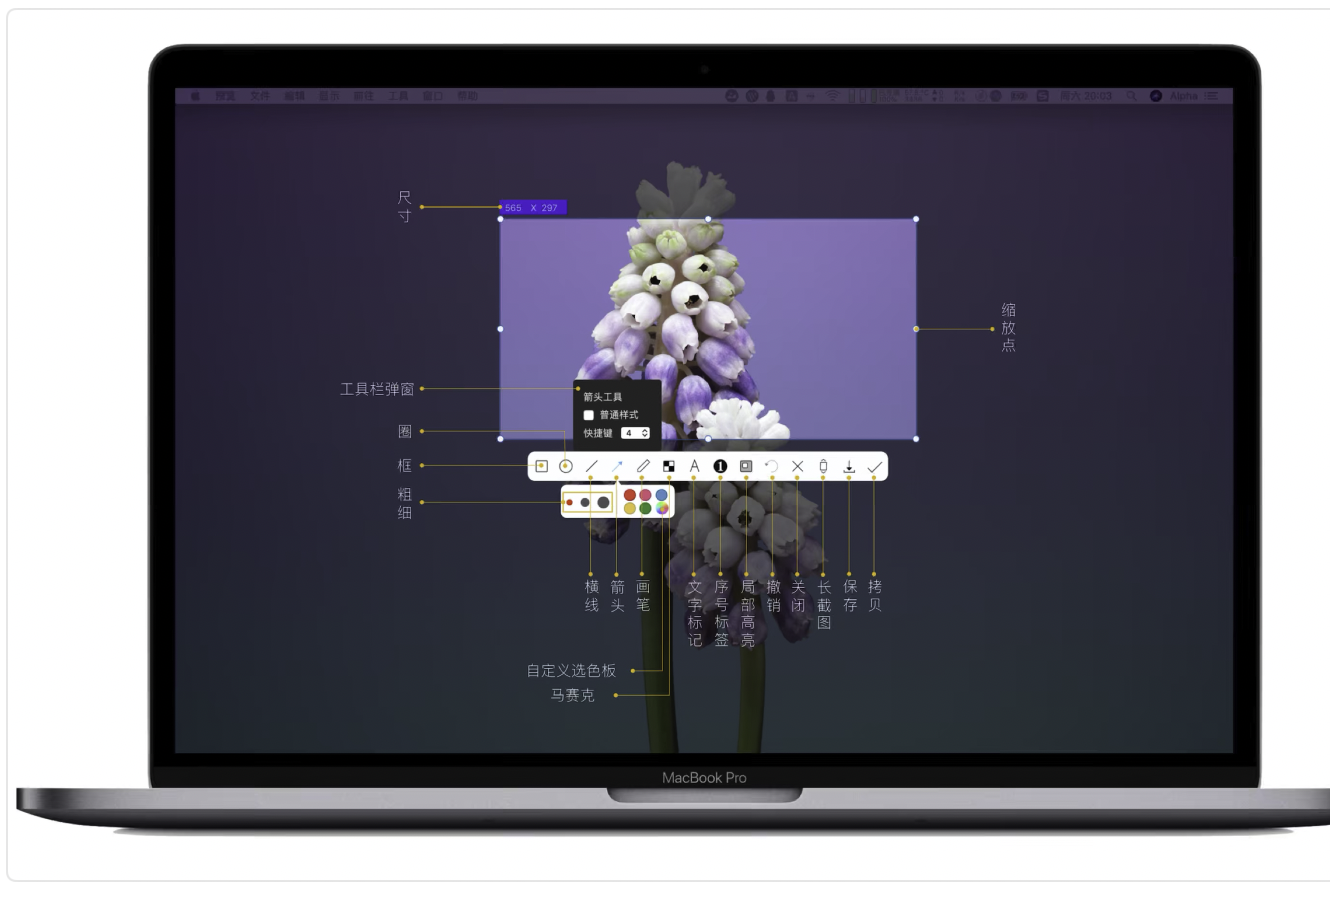 文件 编辑 显示 前往 工具 窗口 帮助
周六 20:03 Alpha
尺寸
565 X 297
缩放点
工具栏弹窗
箭头工具
普通样式
快捷键 4
圈
框
A 1
粗细
横线 箭头 画笔 文字标记 序号标签 局部高亮 撤销 关闭 长截图 保存 拷贝
自定义选色板
马赛克
MacBook Pro